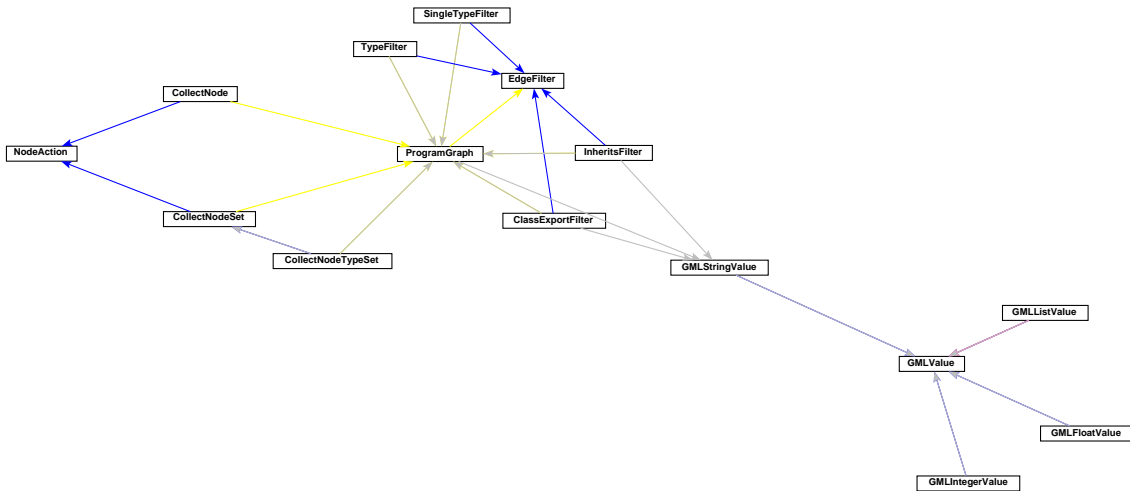 SingleTypeFilter
TypeFilter
EdgeFilter
CollectNode
NodeAction
ProgramGraph
InheritsFilter
CollectNodeSet
ClassExportFilter
CollectNodeTypeSet
GMLStringValue
GMLListValue
GMLValue
GMLFloatValue
GMLIntegerValue